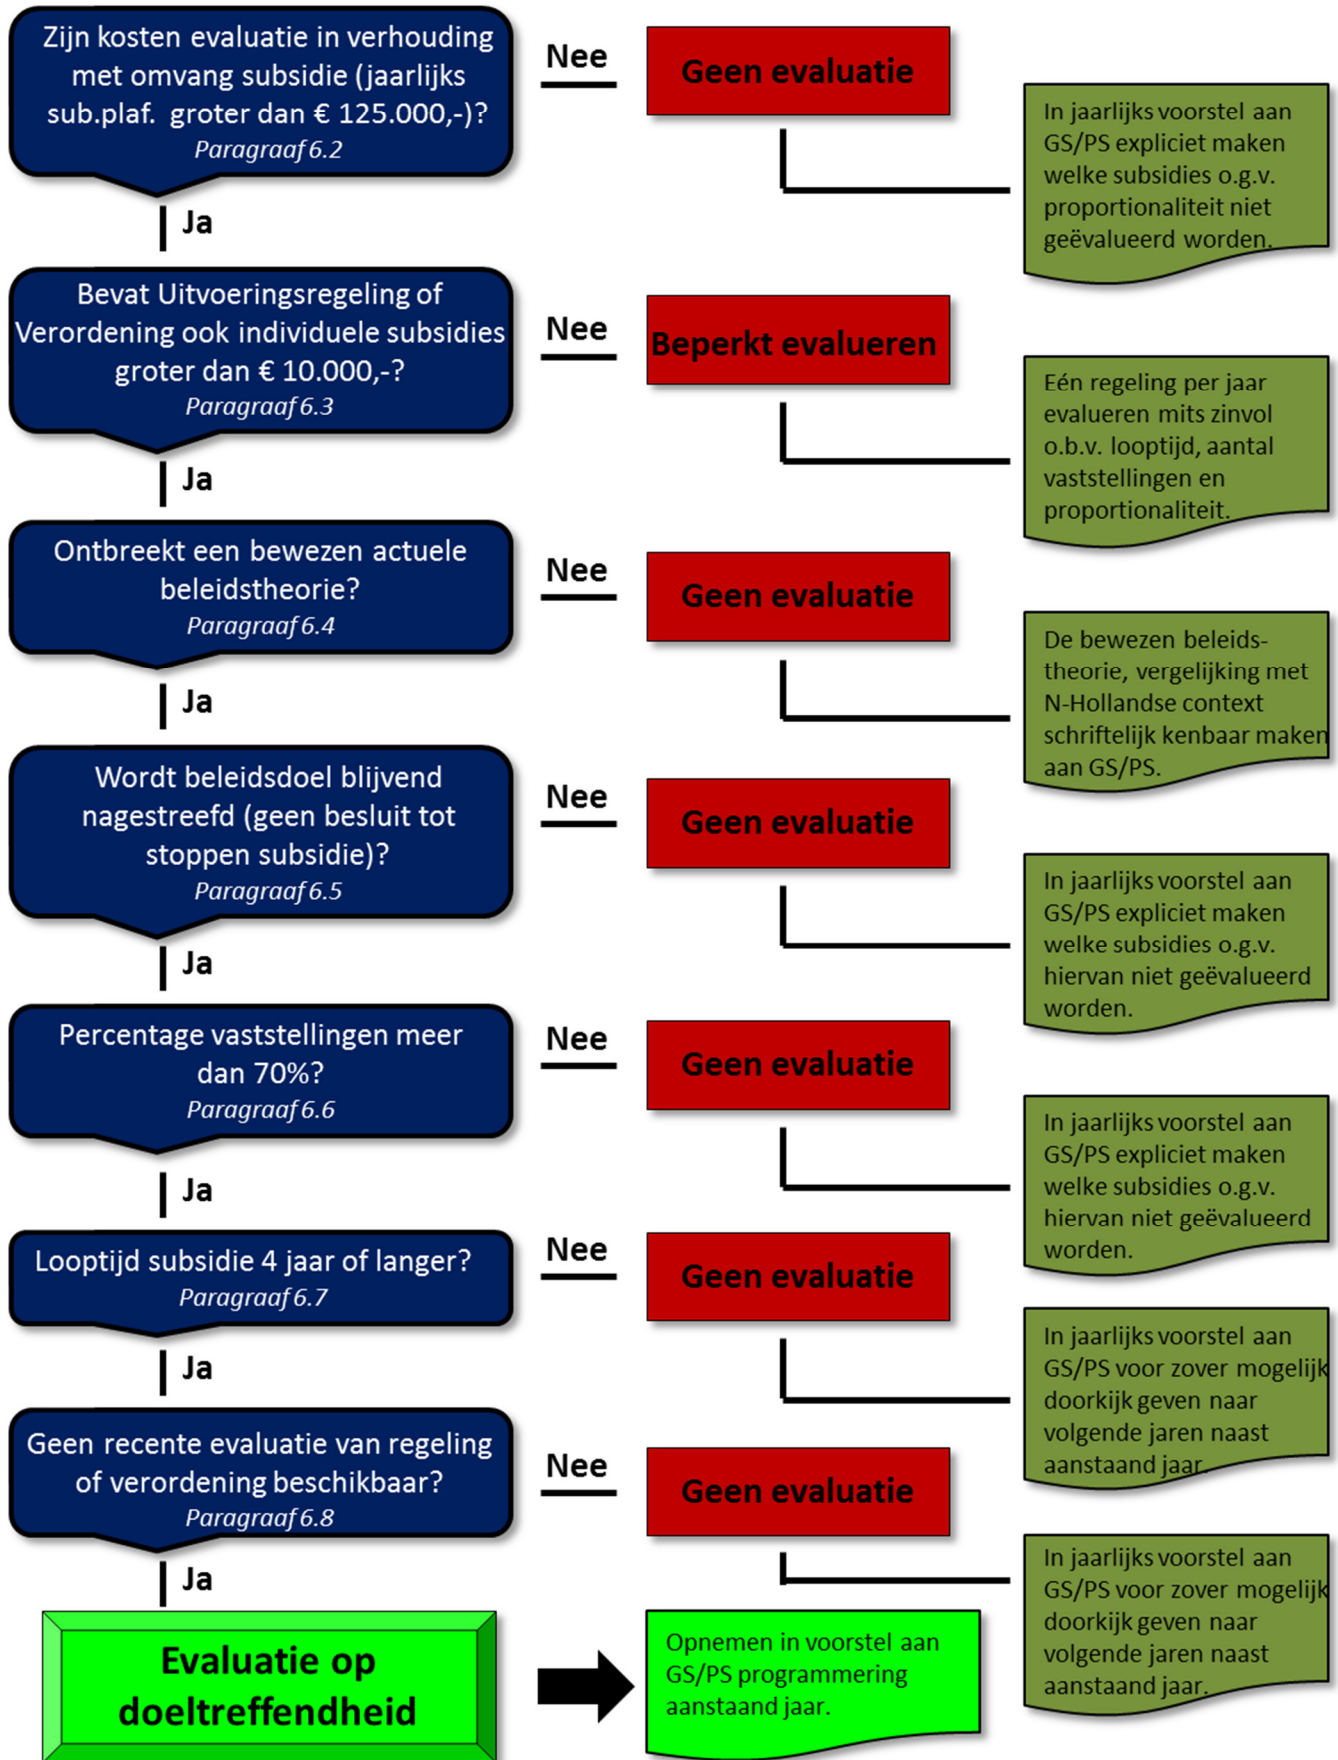 Zijn kosten evaluatie in verhouding
met omvang subsidie (jaarlijks
sub.plaf. groter dan € 125.000,-)?
Paragraaf 6.2
Nee
Geen evaluatie
In jaarlijks voorstel aan
GS/PS expliciet maken
welke subsidies o.g.v.
proportionaliteit niet
geëvalueerd worden.
Ja
Bevat Uitvoeringsregeling of
Verordening ook individuele subsidies
groter dan € 10.000,-?
Paragraaf 6.3
Nee
Beperkt evalueren
Eén regeling per jaar
evalueren mits zinvol
o.b.v. looptijd, aantal
vaststellingen en
proportionaliteit.
Ja
Ontbreekt een bewezen actuele
beleidstheorie?
Paragraaf 6.4
Nee
Geen evaluatie
De bewezen beleids-
theorie, vergelijking met
N-Hollandse context
schriftelijk kenbaar maken
aan GS/PS.
Ja
Wordt beleidsdoel blijvend
nagestreefd (geen besluit tot
stoppen subsidie)?
Paragraaf 6.5
Nee
Geen evaluatie
In jaarlijks voorstel aan
GS/PS expliciet maken
welke subsidies o.g.v.
hiervan niet geëvalueerd
worden.
Ja
Percentage vaststellingen meer
dan 70%?
Paragraaf 6.6
Nee
Geen evaluatie
In jaarlijks voorstel aan
GS/PS expliciet maken
welke subsidies o.g.v.
hiervan niet geëvalueerd
worden.
Ja
Looptijd subsidie 4 jaar of langer?
Paragraaf 6.7
Nee
Geen evaluatie
In jaarlijks voorstel aan
GS/PS voor zover mogelijk
doorkijk geven naar
volgende jaren naast
aanstaand jaar.
Ja
Geen recente evaluatie van regeling
of verordening beschikbaar?
Paragraaf 6.8
Nee
Geen evaluatie
In jaarlijks voorstel aan
GS/PS voor zover mogelijk
doorkijk geven naar
volgende jaren naast
aanstaand jaar.
Ja
Evaluatie op
doeltreffendheid
Opnemen in voorstel aan
GS/PS programmering
aanstaand jaar.